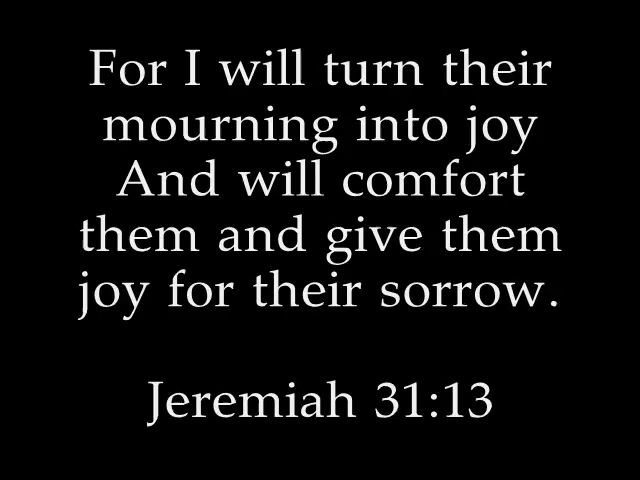 For I will turn their
mourning into joy
And will comfort
them and give them
joy for their sorrow.
Jeremiah 31:13